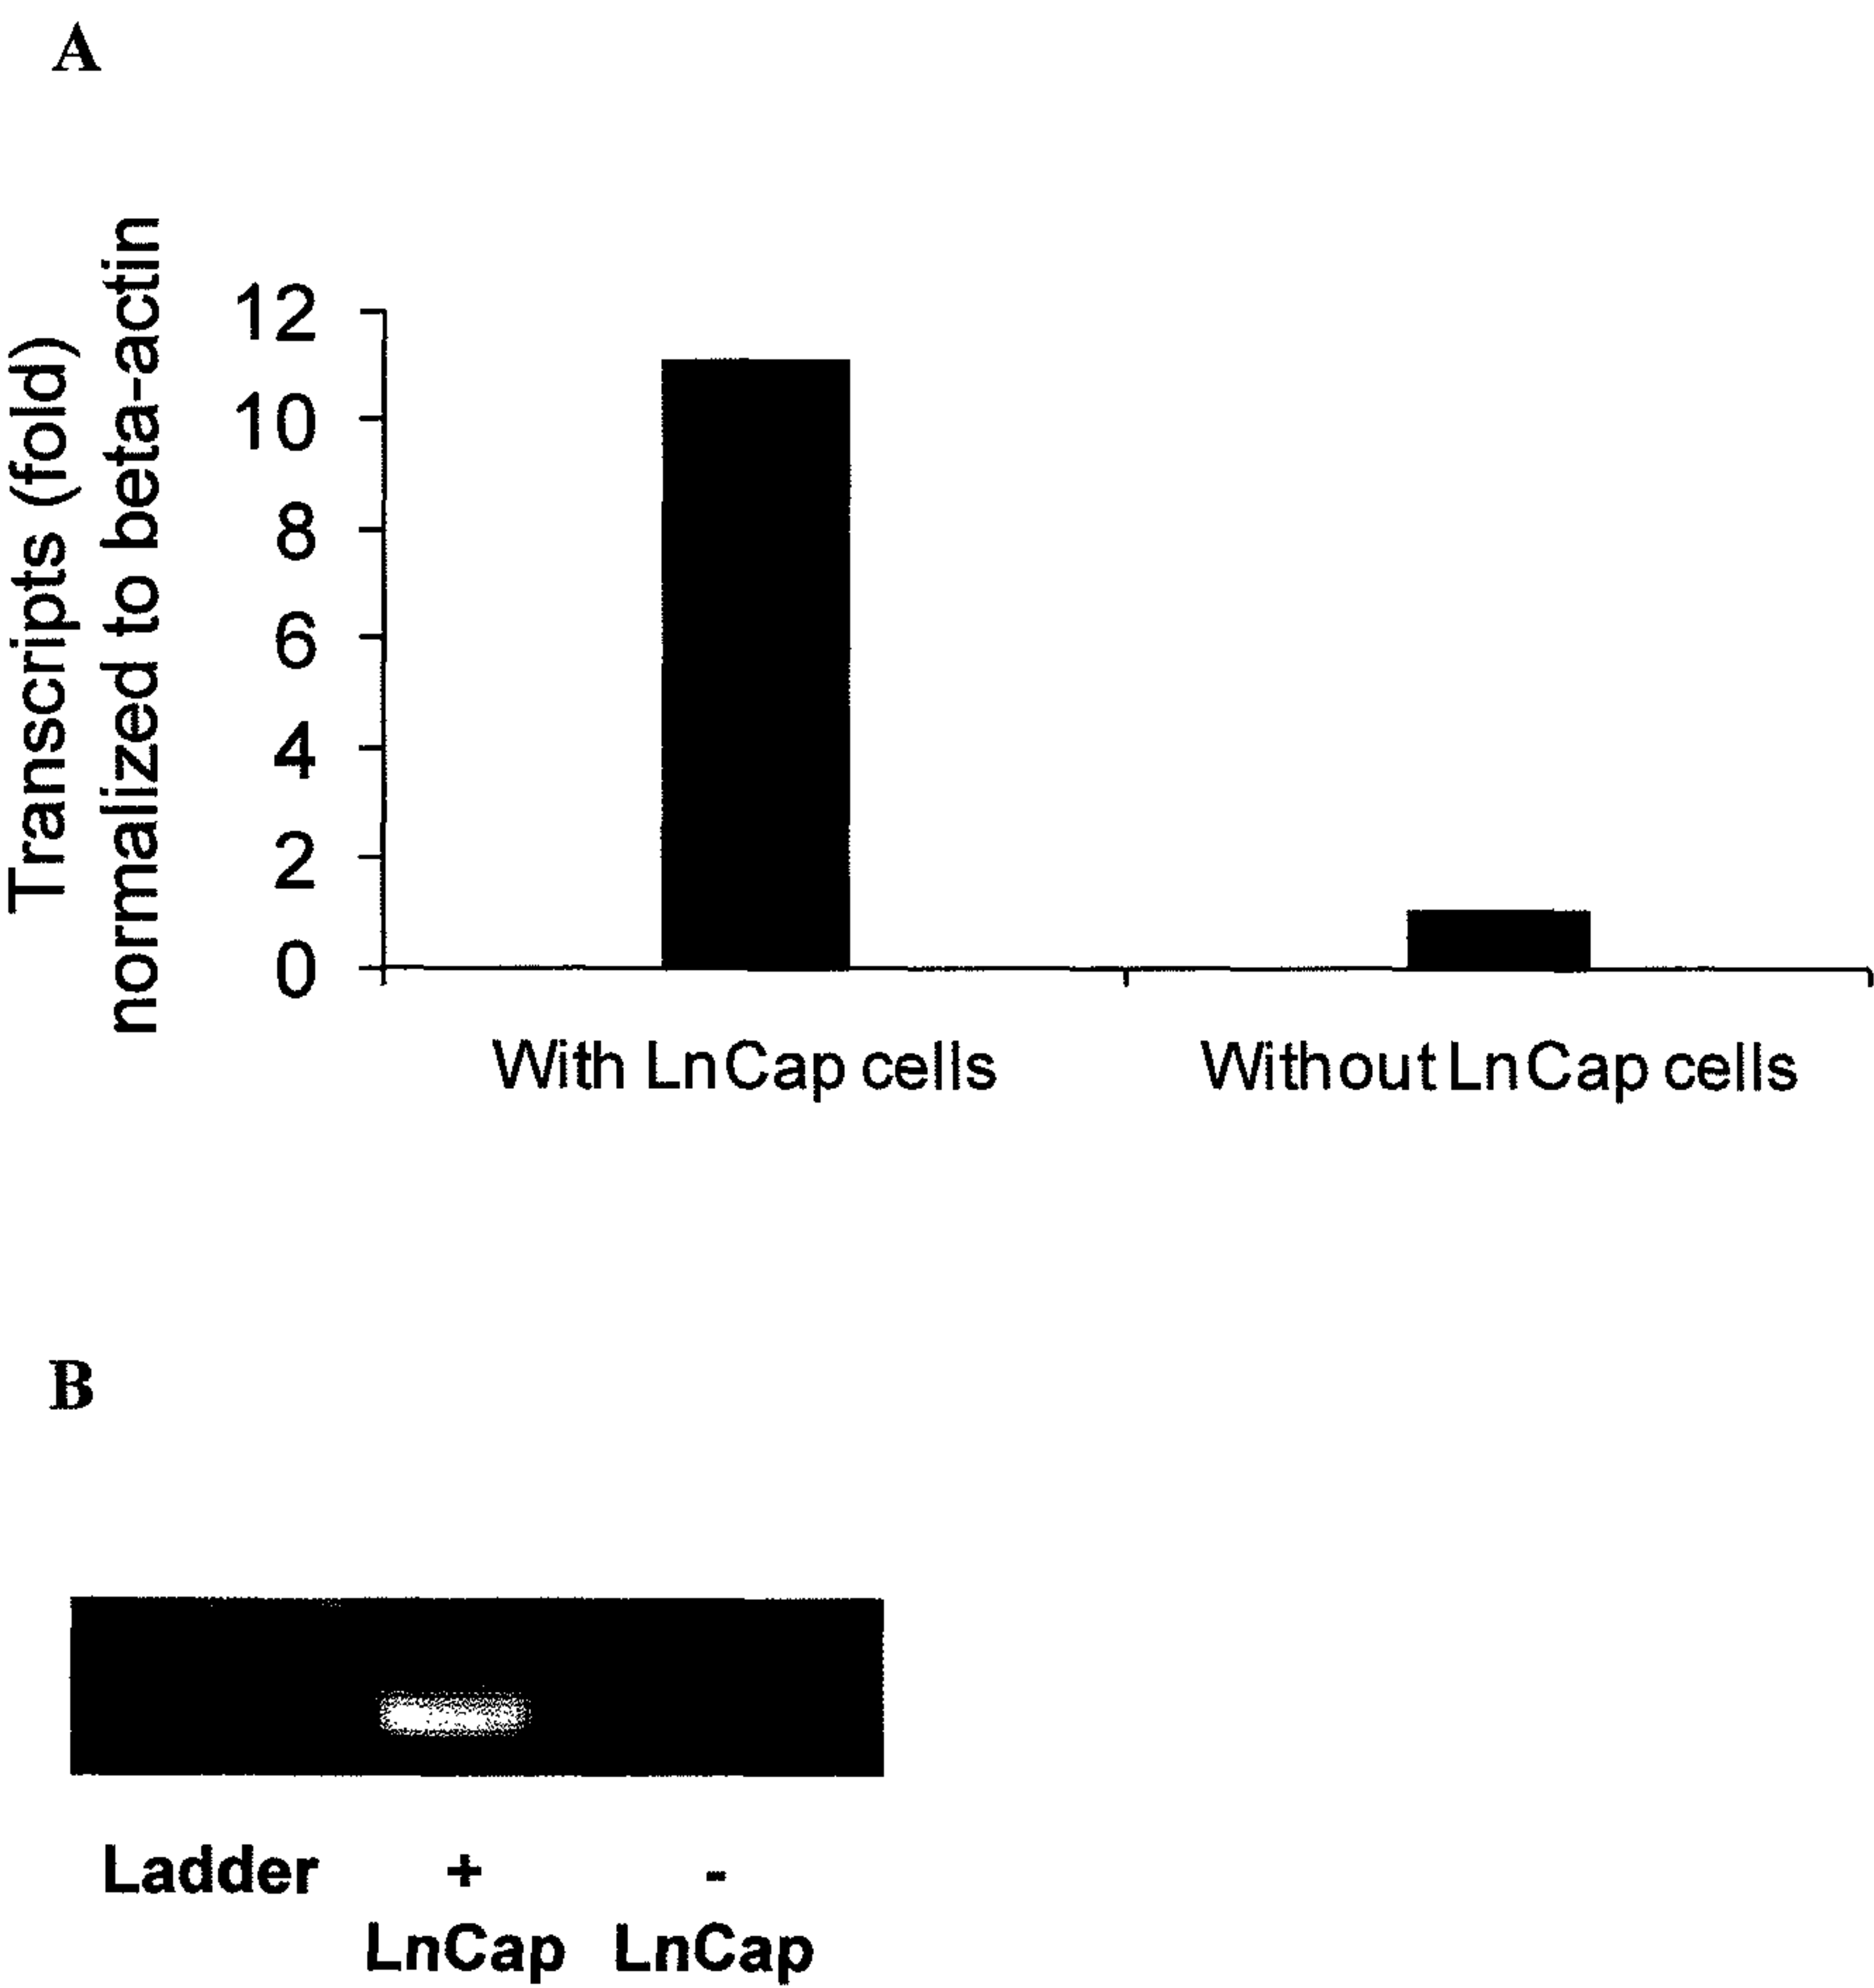 A
Transcripts (fold)
normalized to beta-actin
12
10
8
6
4
2
0
With LnCap cells
Without LnCap cells
B
Ladder + -
LnCap LnCap